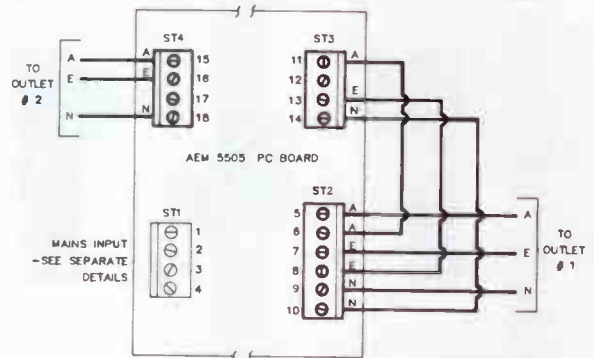 ST4
A A 15
TO E E 16
OUTLET 17
# 2 N N 18
ST3
11 A
12
13 E
14 N
AEM 5505 PC BOARD
ST1
1
2
3
4
MAINS INPUT
-SEE SEPARATE
DETAILS
ST2
5 A A
6 A
7 E E
8 E
9 N N
10 N
TO
OUTLET
# 1